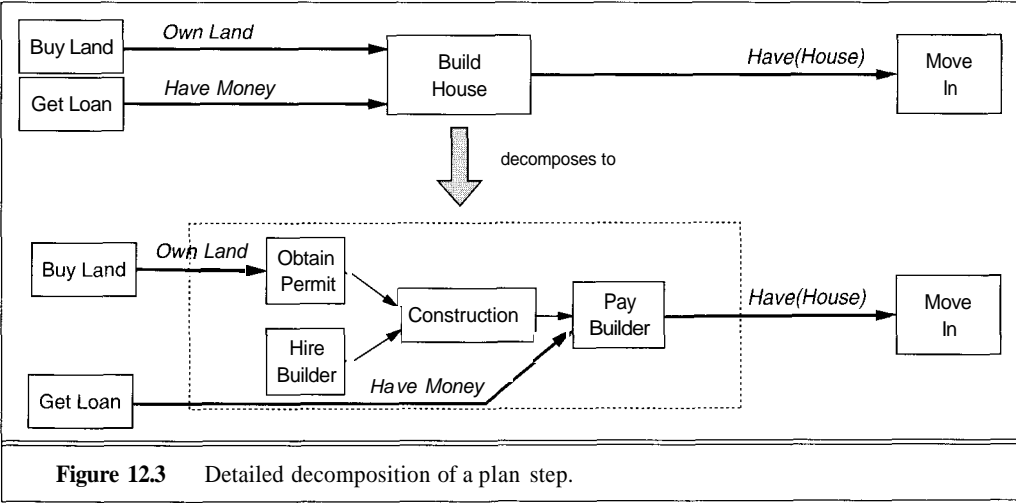 Own Land
Buy Land
Build
House
Have(House)
Move
In
Have Money
Get Loan
decomposes to
Own Land
Buy Land
Obtain
Permit
Construction
Pay
Builder
Have(House)
Move
In
Hire
Builder
Have Money
Get Loan
Figure 12.3 Detailed decomposition of a plan step.